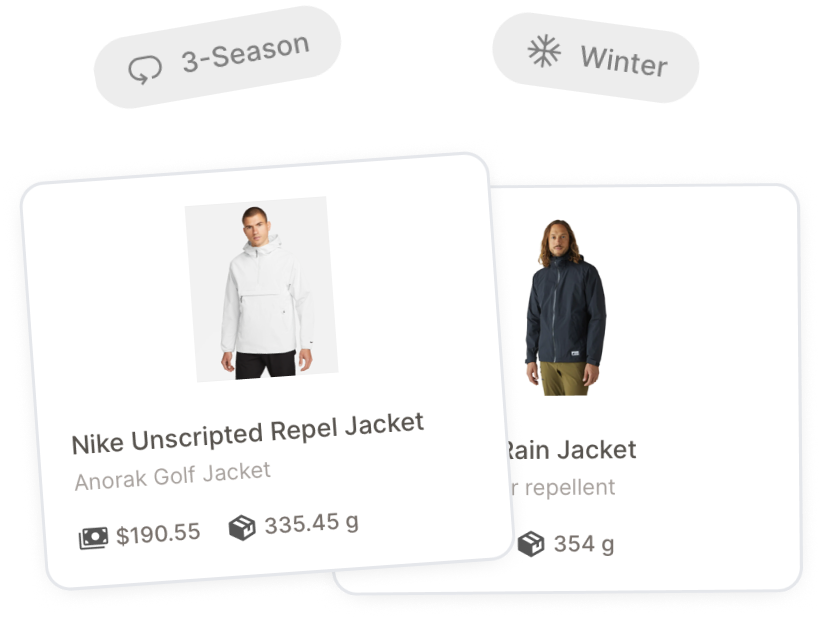 3-Season
Winter
Nike Unscripted Repel Jacket
Anorak Golf Jacket
$190.55
335.45 g
Rain Jacket
r repellent
354 g